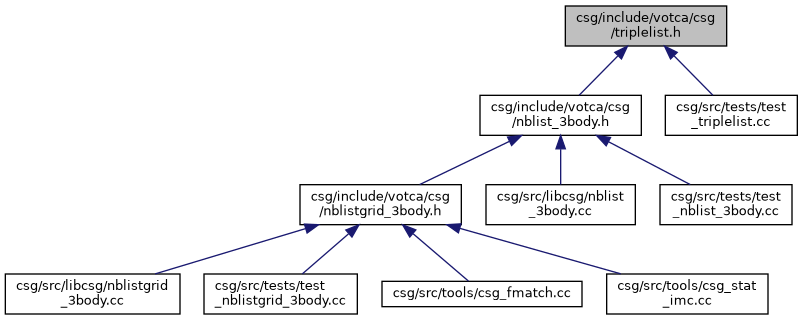 csg/include/votca/csg
/triplelist.h
csg/include/votca/csg
/nblist_3body.h
csg/src/tests/test
_triplelist.cc
csg/include/votca/csg
/nblistgrid_3body.h
csg/src/libcsg/nblist
_3body.cc
csg/src/tests/test
_nblist_3body.cc
csg/src/libcsg/nblistgrid
_3body.cc
csg/src/tests/test
_nblistgrid_3body.cc
csg/src/tools/csg_fmatch.cc
csg/src/tools/csg_stat
_imc.cc